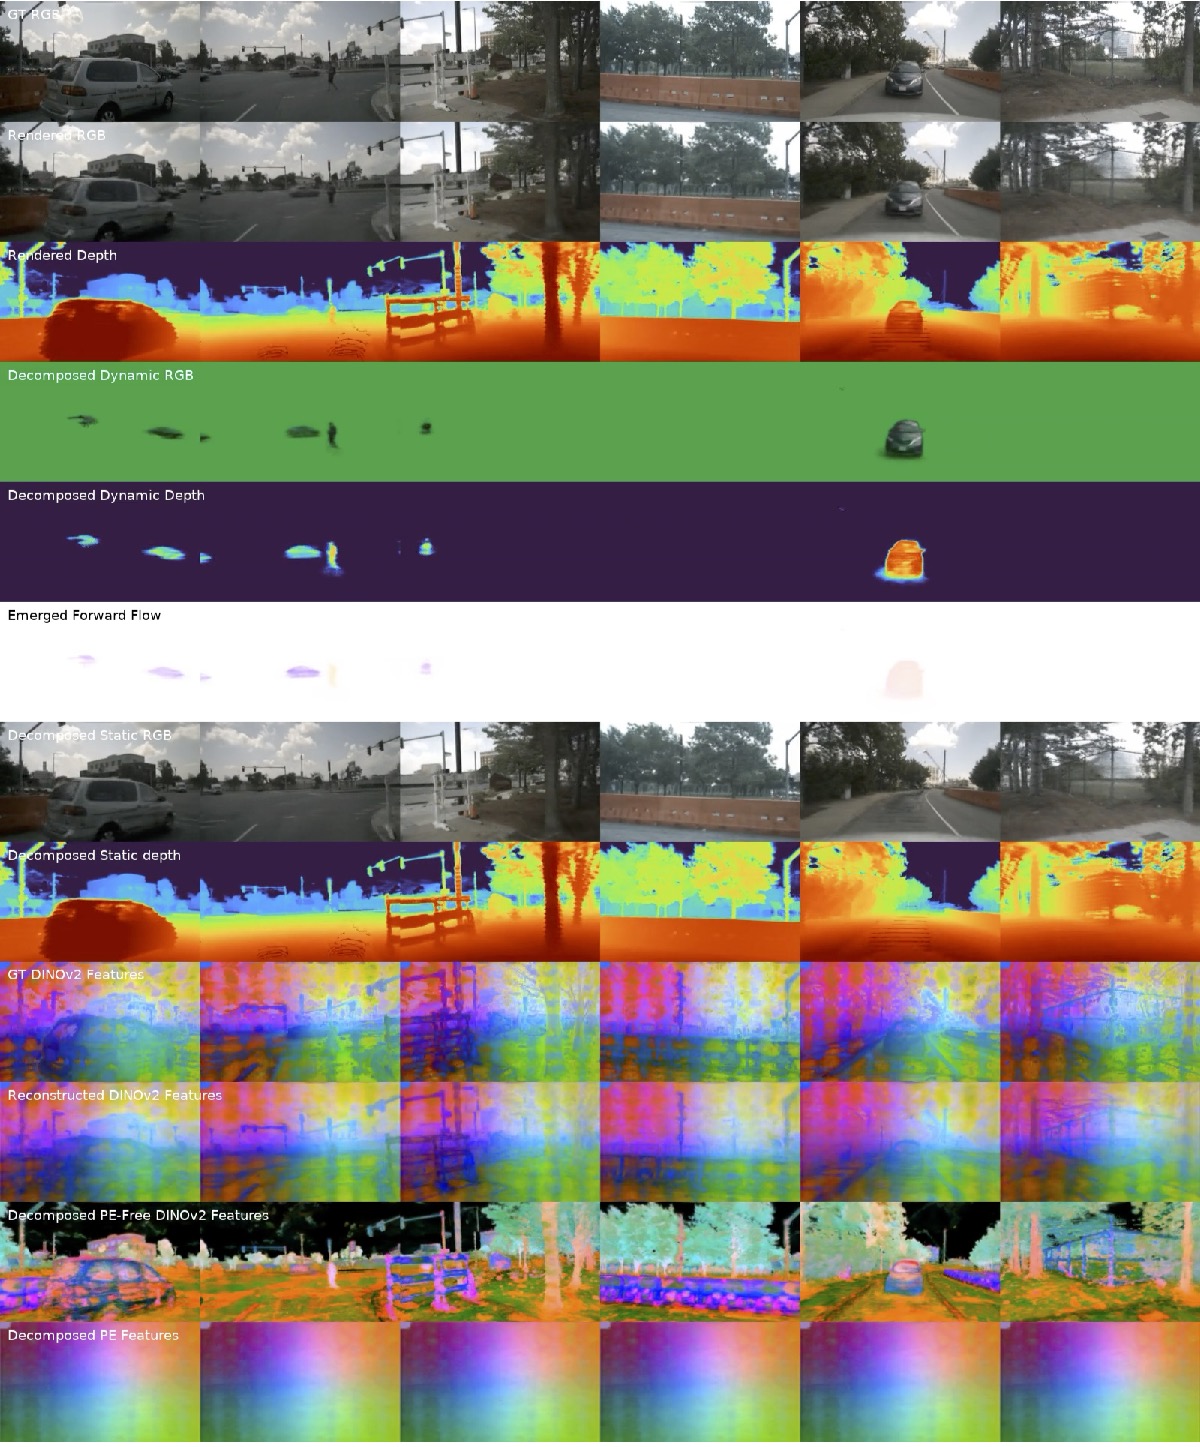 GT RGB
Rendered RGB
Rendered Depth
Decomposed Dynamic RGB
Decomposed Dynamic Depth
Emerged Forward Flow
Decomposed Static RGB
Decomposed Static depth
GT DINOv2 Features
Reconstructed DINOv2 Features
Decomposed PE-Free DINOv2 Features
Decomposed PE Features